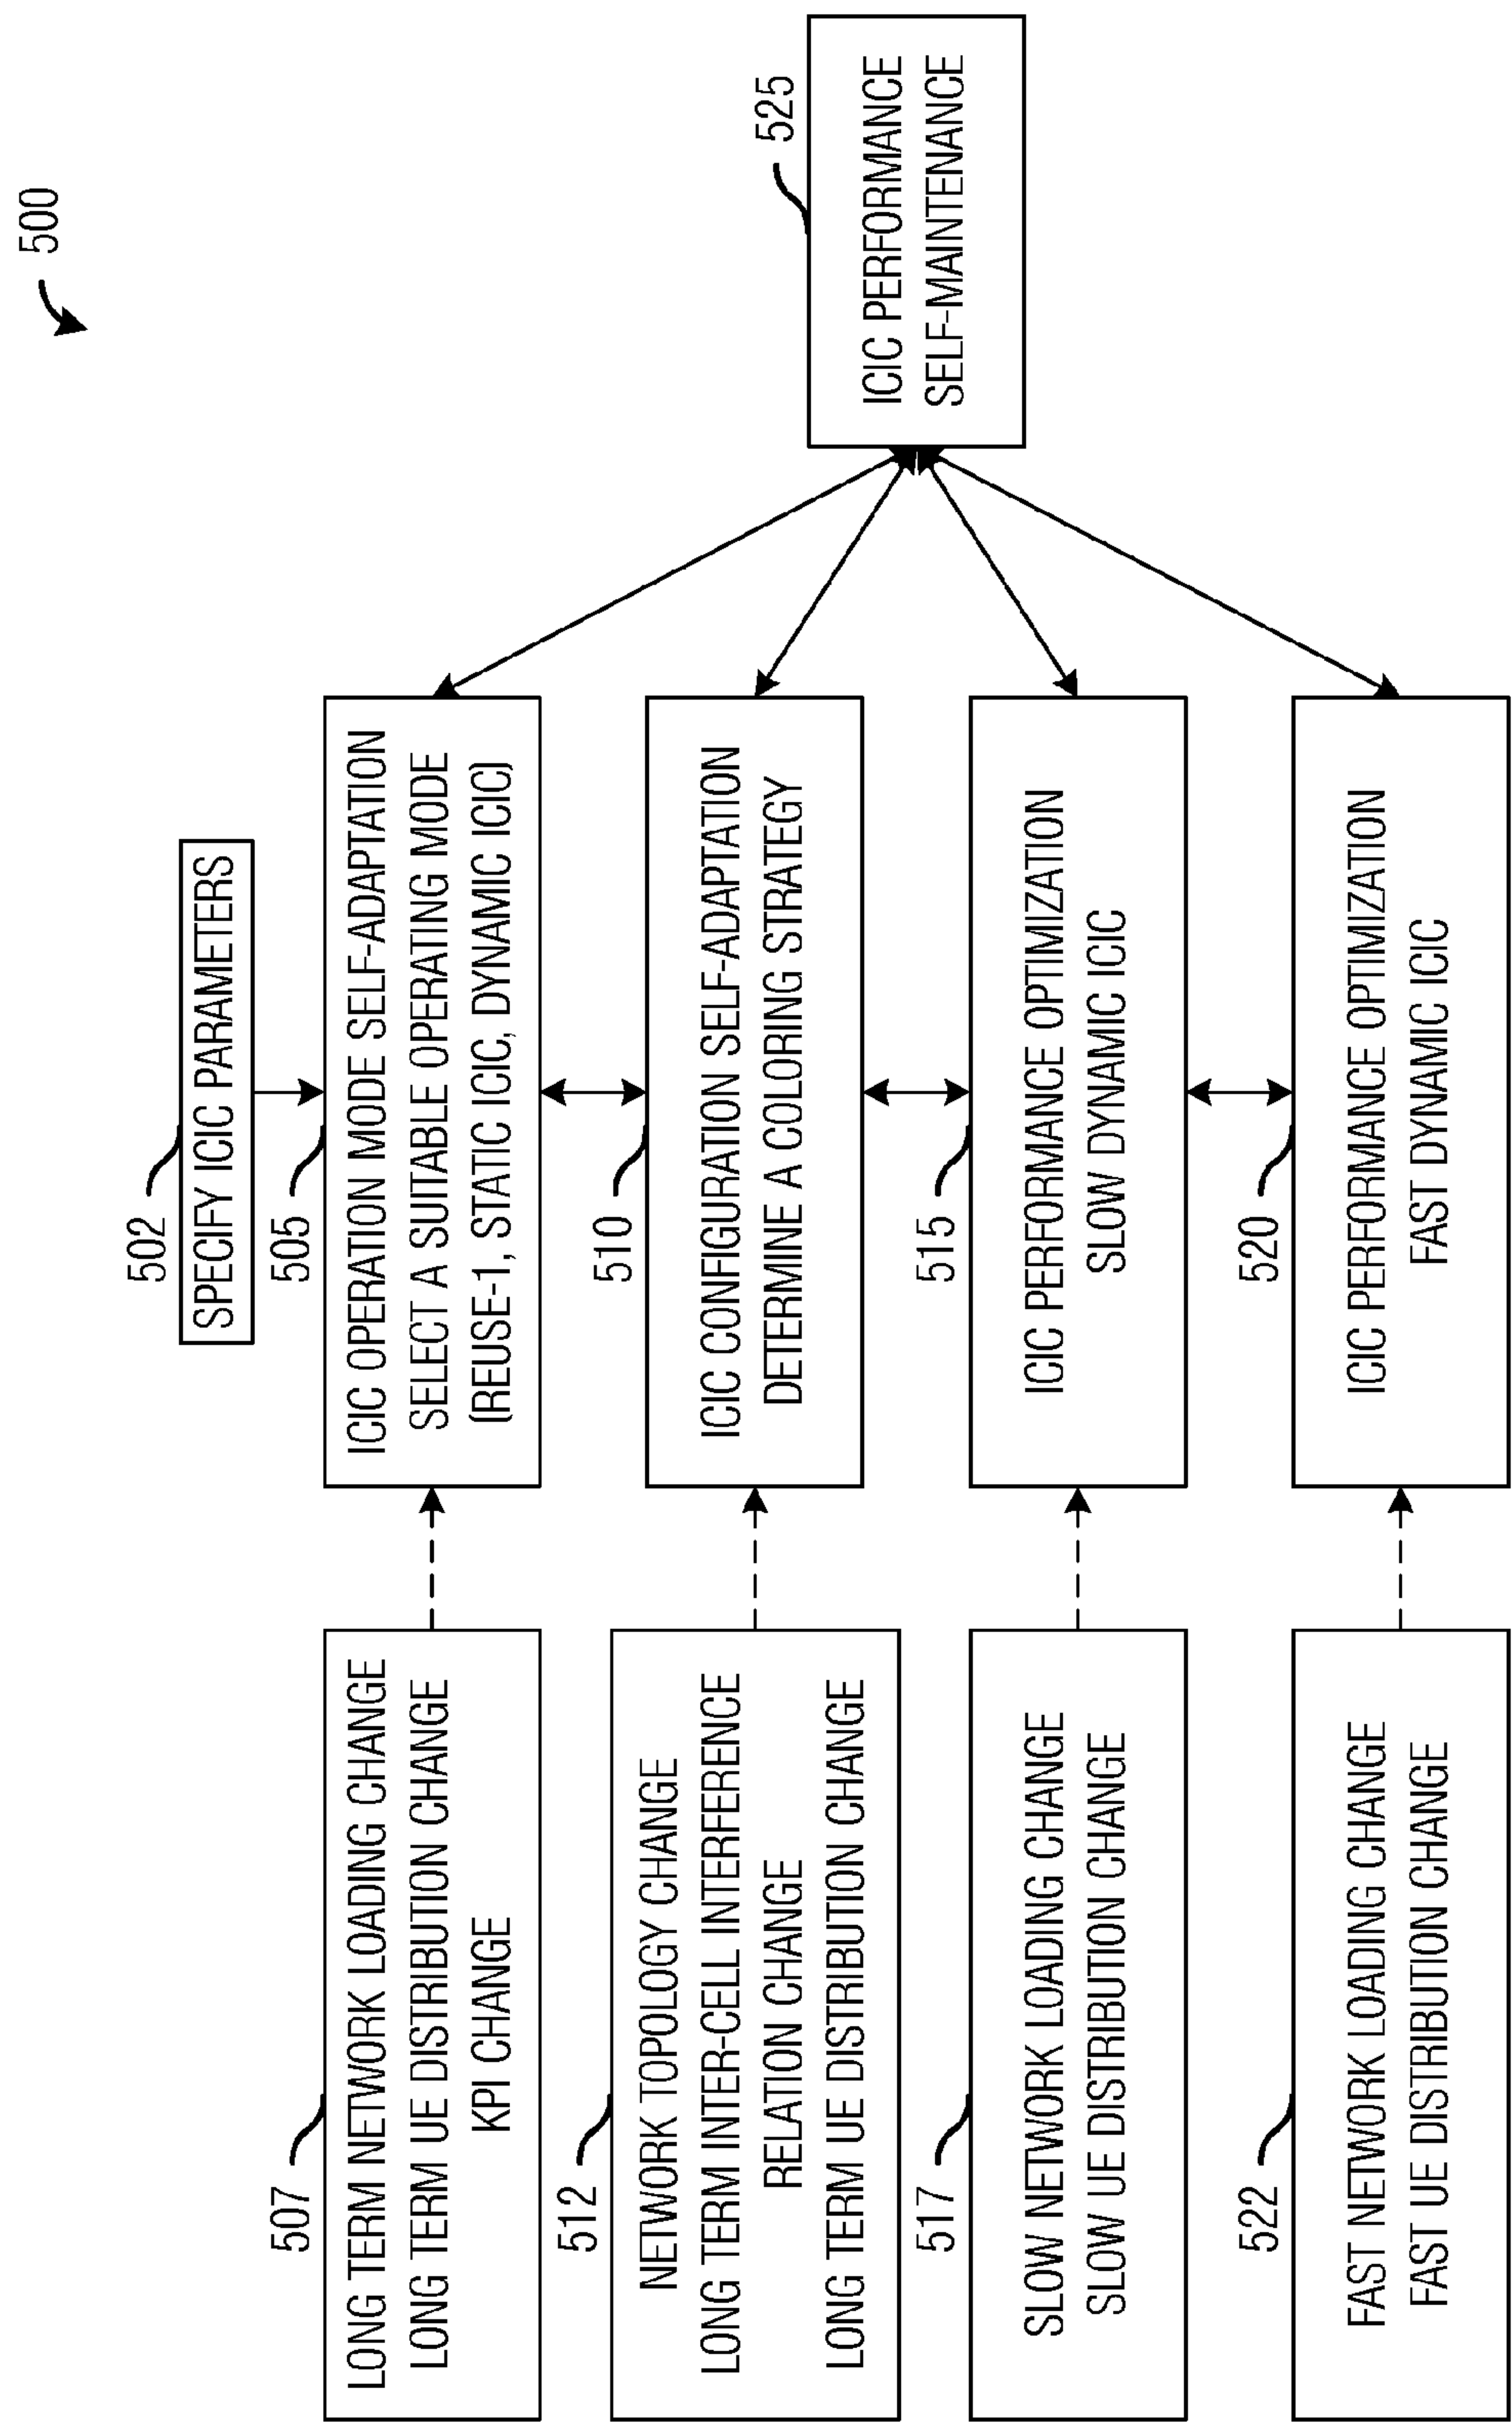 500
502
SPECIFY ICIC PARAMETERS
507
LONG TERM NETWORK LOADING CHANGE
LONG TERM UE DISTRIBUTION CHANGE
KPI CHANGE
505
ICIC OPERATION MODE SELF-ADAPTATION
SELECT A SUITABLE OPERATING MODE
(REUSE-1, STATIC ICIC, DYNAMIC ICIC)
512
NETWORK TOPOLOGY CHANGE
LONG TERM INTER-CELL INTERFERENCE
RELATION CHANGE
LONG TERM UE DISTRIBUTION CHANGE
510
ICIC CONFIGURATION SELF-ADAPTATION
DETERMINE A COLORING STRATEGY
525
ICIC PERFORMANCE
SELF-MAINTENANCE
517
SLOW NETWORK LOADING CHANGE
SLOW UE DISTRIBUTION CHANGE
515
ICIC PERFORMANCE OPTIMIZATION
SLOW DYNAMIC ICIC
522
FAST NETWORK LOADING CHANGE
FAST UE DISTRIBUTION CHANGE
520
ICIC PERFORMANCE OPTIMIZATION
FAST DYNAMIC ICIC